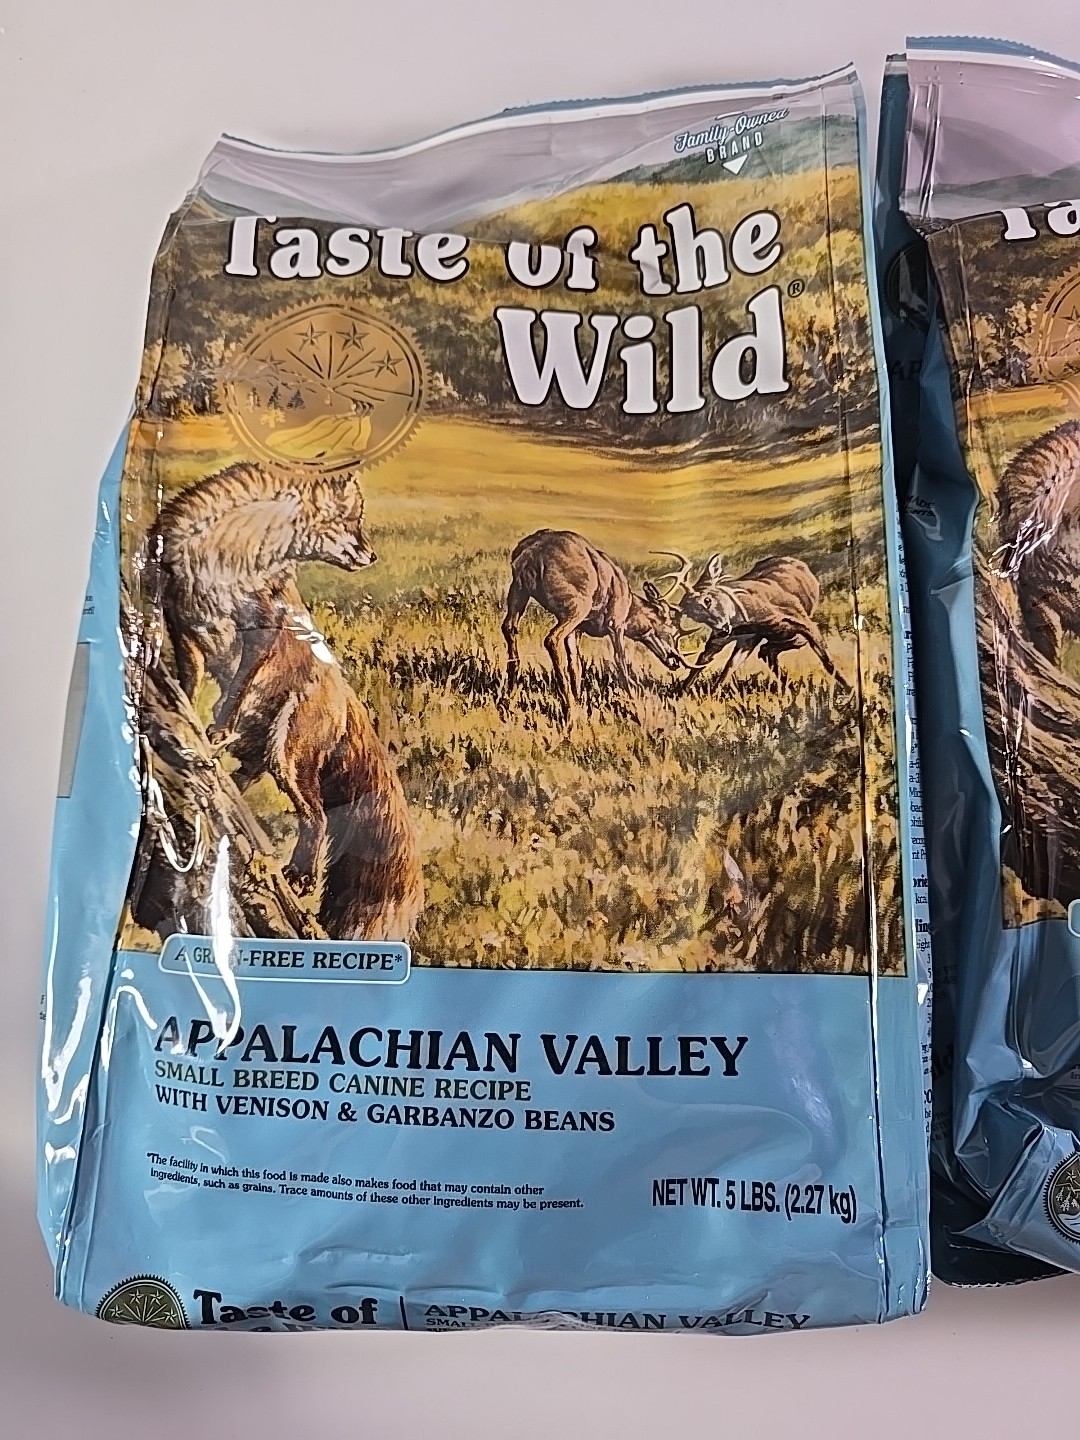 Family-Owned
BRAND
Taste of the
Wild®
A GRAIN-FREE RECIPE*
APPALACHIAN VALLEY
SMALL BREED CANINE RECIPE
WITH VENISON & GARBANZO BEANS
*The facility in which this food is made also makes food that may contain other
ingredients, such as grains. Trace amounts of these other ingredients may be present.
NET WT. 5 LBS. (2.27 kg)
Taste of
APPALACHIAN VALLEY